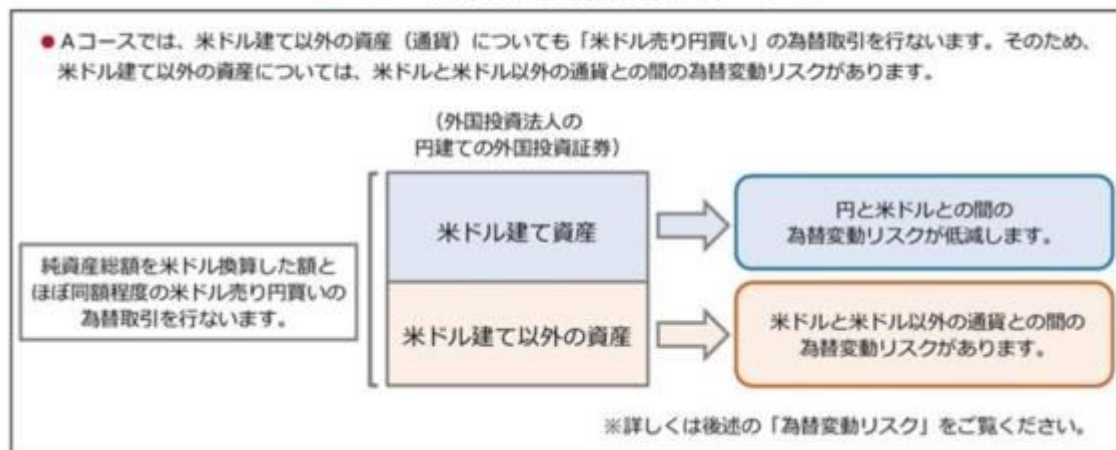 ●Aコースでは、米ドル建て以外の資産（通貨）についても「米ドル売り円買い」の為替取引を行ないます。そのため、
米ドル建て以外の資産については、米ドルと米ドル以外の通貨との間の為替変動リスクがあります。
（外国投資法人の
円建ての外国投資証券）
純資産総額を米ドル換算した額と
ほぼ同額程度の米ドル売り円買いの
為替取引を行ないます。
米ドル建て資産
円と米ドルとの間の
為替変動リスクが低減します。
米ドル建て以外の資産
米ドルと米ドル以外の通貨との間の
為替変動リスクがあります。
※詳しくは後述の「為替変動リスク」をご覧ください。